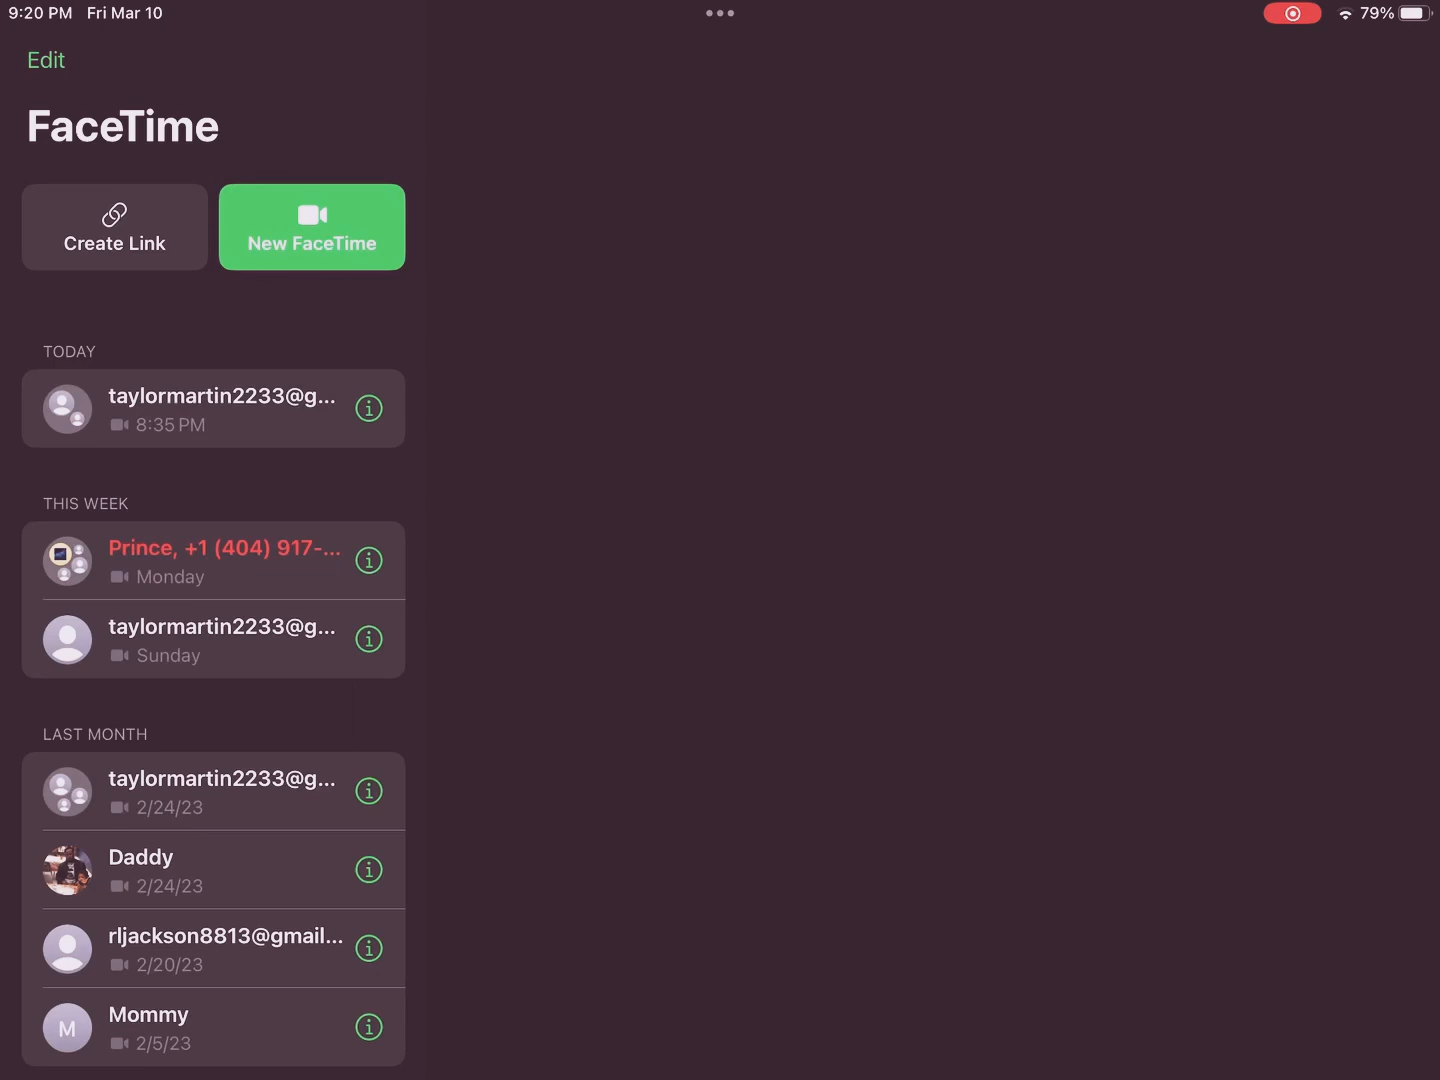 9:20 PM Fri Mar 10
79%
Edit
FaceTime
Create Link
New FaceTime
TODAY
taylormartin2233@g...
8:35 PM
THIS WEEK
Prince, +1 (404) 917-...
Monday
taylormartin2233@g...
Sunday
LAST MONTH
taylormartin2233@g...
2/24/23
Daddy
2/24/23
rljackson8813@gmail...
2/20/23
M
Mommy
2/5/23